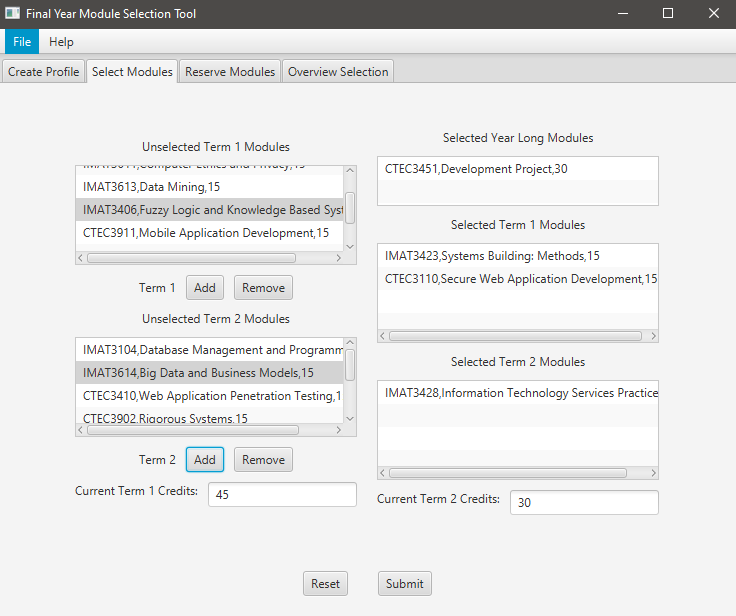 Final Year Module Selection Tool
File Help
Create Profile Select Modules Reserve Modules Overview Selection
Unselected Term 1 Modules
IMAT3613,Data Mining,15
IMAT3406,Fuzzy Logic and Knowledge Based Syst
CTEC3911,Mobile Application Development,15
Term 1 Add Remove
Unselected Term 2 Modules
IMAT3104,Database Management and Programm
IMAT3614,Big Data and Business Models,15
CTEC3410,Web Application Penetration Testing,1
CTEC3902,Rigorous Systems,15
Term 2 Add Remove
Current Term 1 Credits: 45
Selected Year Long Modules
CTEC3451,Development Project,30
Selected Term 1 Modules
IMAT3423,Systems Building: Methods,15
CTEC3110,Secure Web Application Development,15
Selected Term 2 Modules
IMAT3428,Information Technology Services Practice
Current Term 2 Credits: 30
Reset Submit